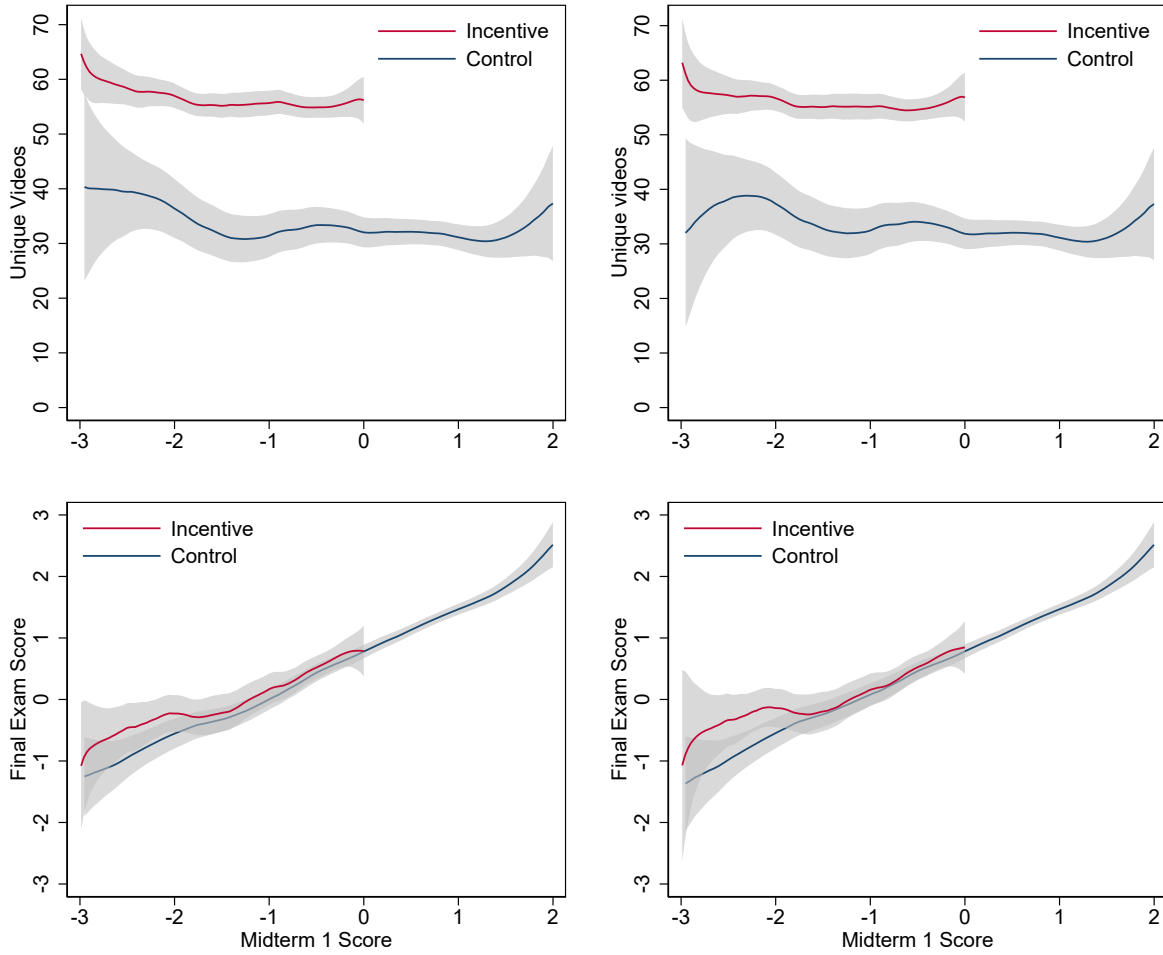 Incentive
Control
Unique Videos
0
10
20
30
40
50
60
70
-3 -2 -1 0 1 2
Incentive
Control
Unique videos
0
10
20
30
40
50
60
70
-3 -2 -1 0 1 2
Incentive
Control
Final Exam Score
-3
-2
-1
0
1
2
3
-3 -2 -1 0 1 2
Midterm 1 Score
Incentive
Control
Final Exam Score
-3
-2
-1
0
1
2
3
-3 -2 -1 0 1 2
Midterm 1 Score